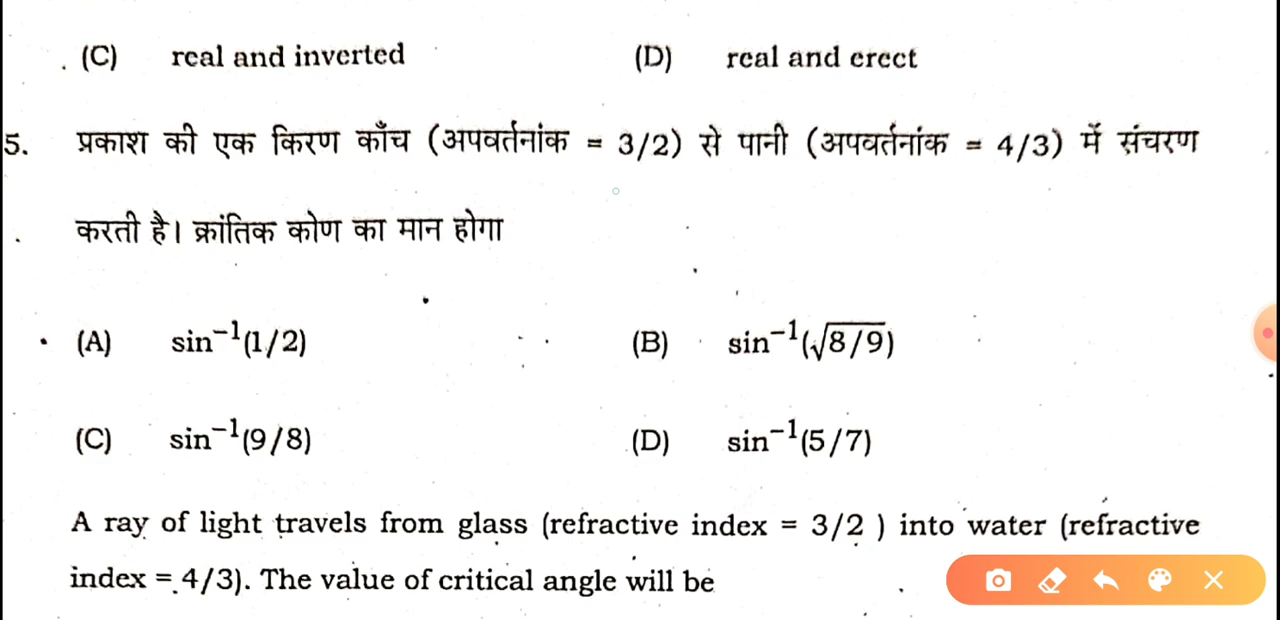 (C) real and inverted (D) real and erect
5. प्रकाश की एक किरण काँच (अपवर्तनांक = 3/2) से पानी (अपवर्तनांक = 4/3) में संचरण
करती है। क्रांतिक कोण का मान होगा
(A) sin⁻¹(1/2) (B) sin⁻¹(√8/9)
(C) sin⁻¹(9/8) (D) sin⁻¹(5/7)
A ray of light travels from glass (refractive index = 3/2 ) into water (refractive
index = 4/3). The value of critical angle will be